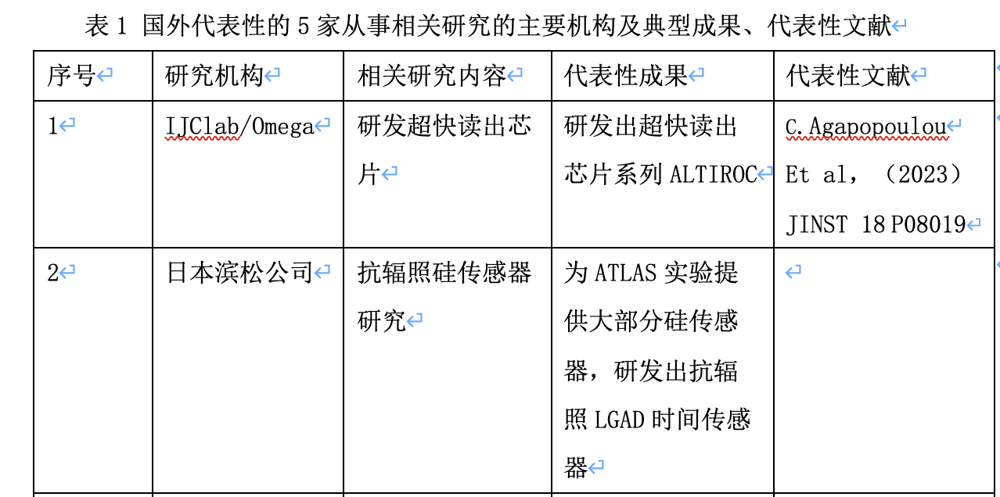 表 1 国外代表性的 5 家从事相关研究的主要机构及典型成果、代表性文献
序号 研究机构 相关研究内容 代表性成果 代表性文献
1
IJClab/Omega
研发超快读出芯
片
研发出超快读出
芯片系列 ALTIROC
C.Agapopoulou
Et al，（2023）
JINST 18 P08019
2
日本滨松公司
抗辐照硅传感器
研究
为 ATLAS 实验提
供大部分硅传感
器，研发出抗辐
照 LGAD 时间传感
器